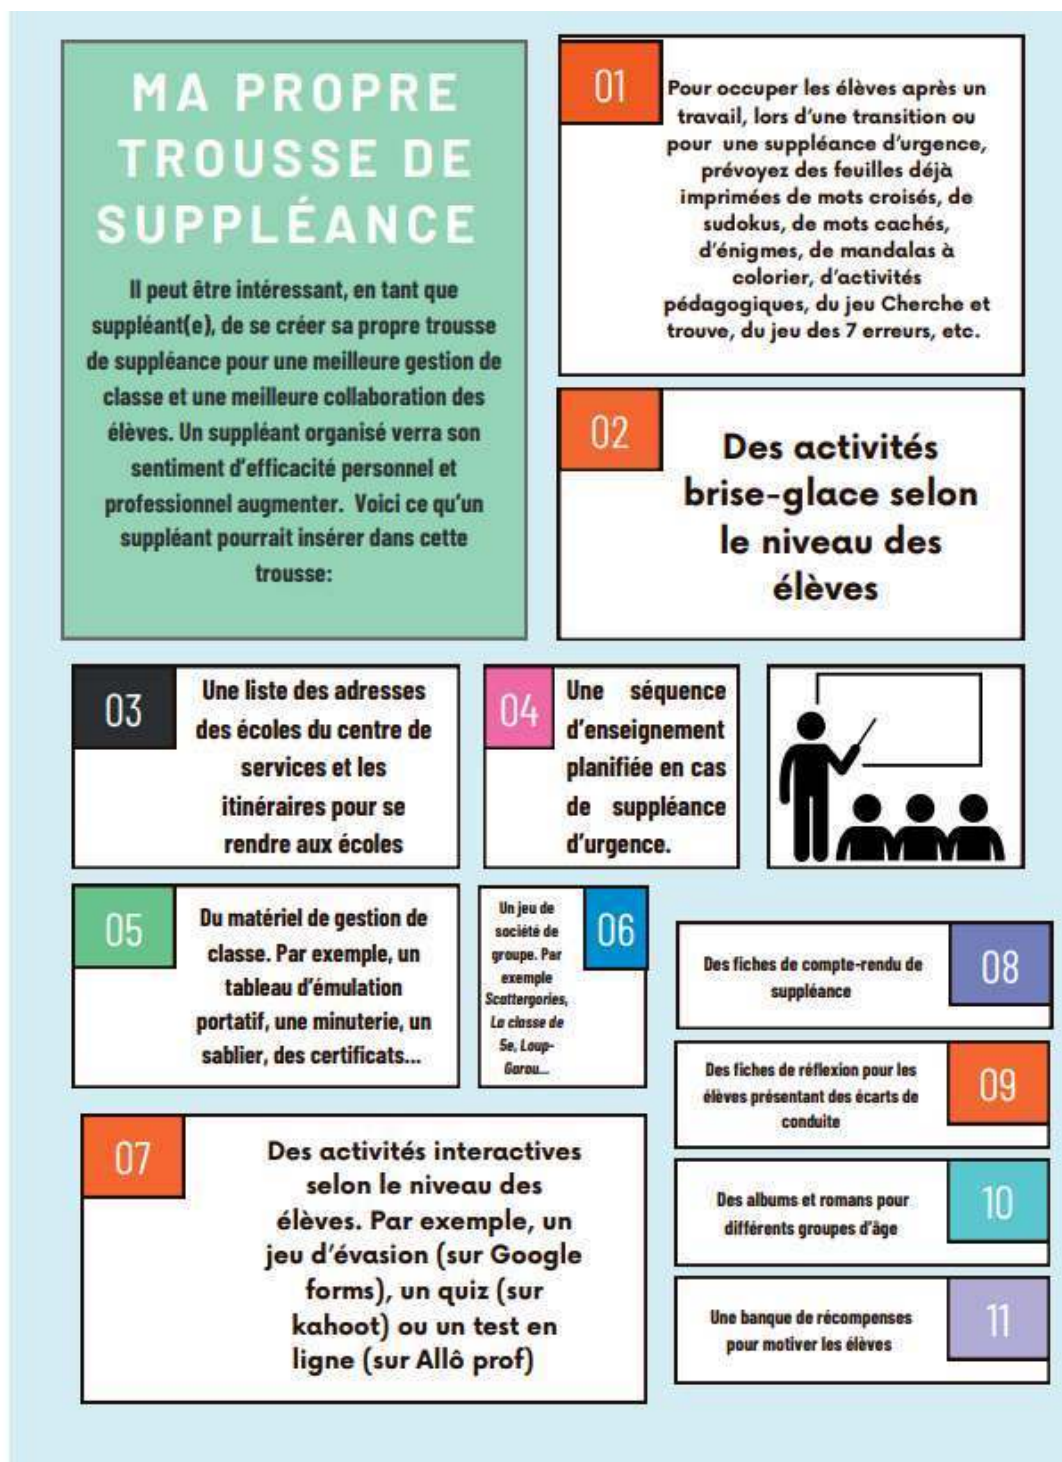 MA PROPRE
TROUSSE DE
SUPPLÉANCE
Il peut être intéressant, en tant que
suppléant(e), de se créer sa propre trousse
de suppléance pour une meilleure gestion de
classe et une meilleure collaboration des
élèves. Un suppléant organisé verra son
sentiment d'efficacité personnel et
professionnel augmenter. Voici ce qu'un
suppléant pourrait insérer dans cette
trousse:
01
Pour occuper les élèves après un
travail, lors d'une transition ou
pour une suppléance d'urgence,
prévoyez des feuilles déjà
imprimées de mots croisés, de
sudokus, de mots cachés,
d'énigmes, de mandalas à
colorier, d'activités
pédagogiques, du jeu Cherche et
trouve, du jeu des 7 erreurs, etc.
02
Des activités
brise-glace selon
le niveau des
élèves
03
Une liste des adresses
des écoles du centre de
services et les
itinéraires pour se
rendre aux écoles
04
Une séquence
d'enseignement
planifiée en cas
de suppléance
d'urgence.
05
Du matériel de gestion de
classe. Par exemple, un
tableau d'émulation
portatif, une minuterie, un
sablier, des certificats...
06
Un jeu de
société de
groupe. Par
exemple
Scattergories,
La classe de
5e, Loup-
Garou...
07
Des activités interactives
selon le niveau des
élèves. Par exemple, un
jeu d'évasion (sur Google
forms), un quiz (sur
kahoot) ou un test en
ligne (sur Allô prof)
08
Des fiches de compte-rendu de
suppléance
09
Des fiches de réflexion pour les
élèves présentant des écarts de
conduite
10
Des albums et romans pour
différents groupes d'âge
11
Une banque de récompenses
pour motiver les élèves